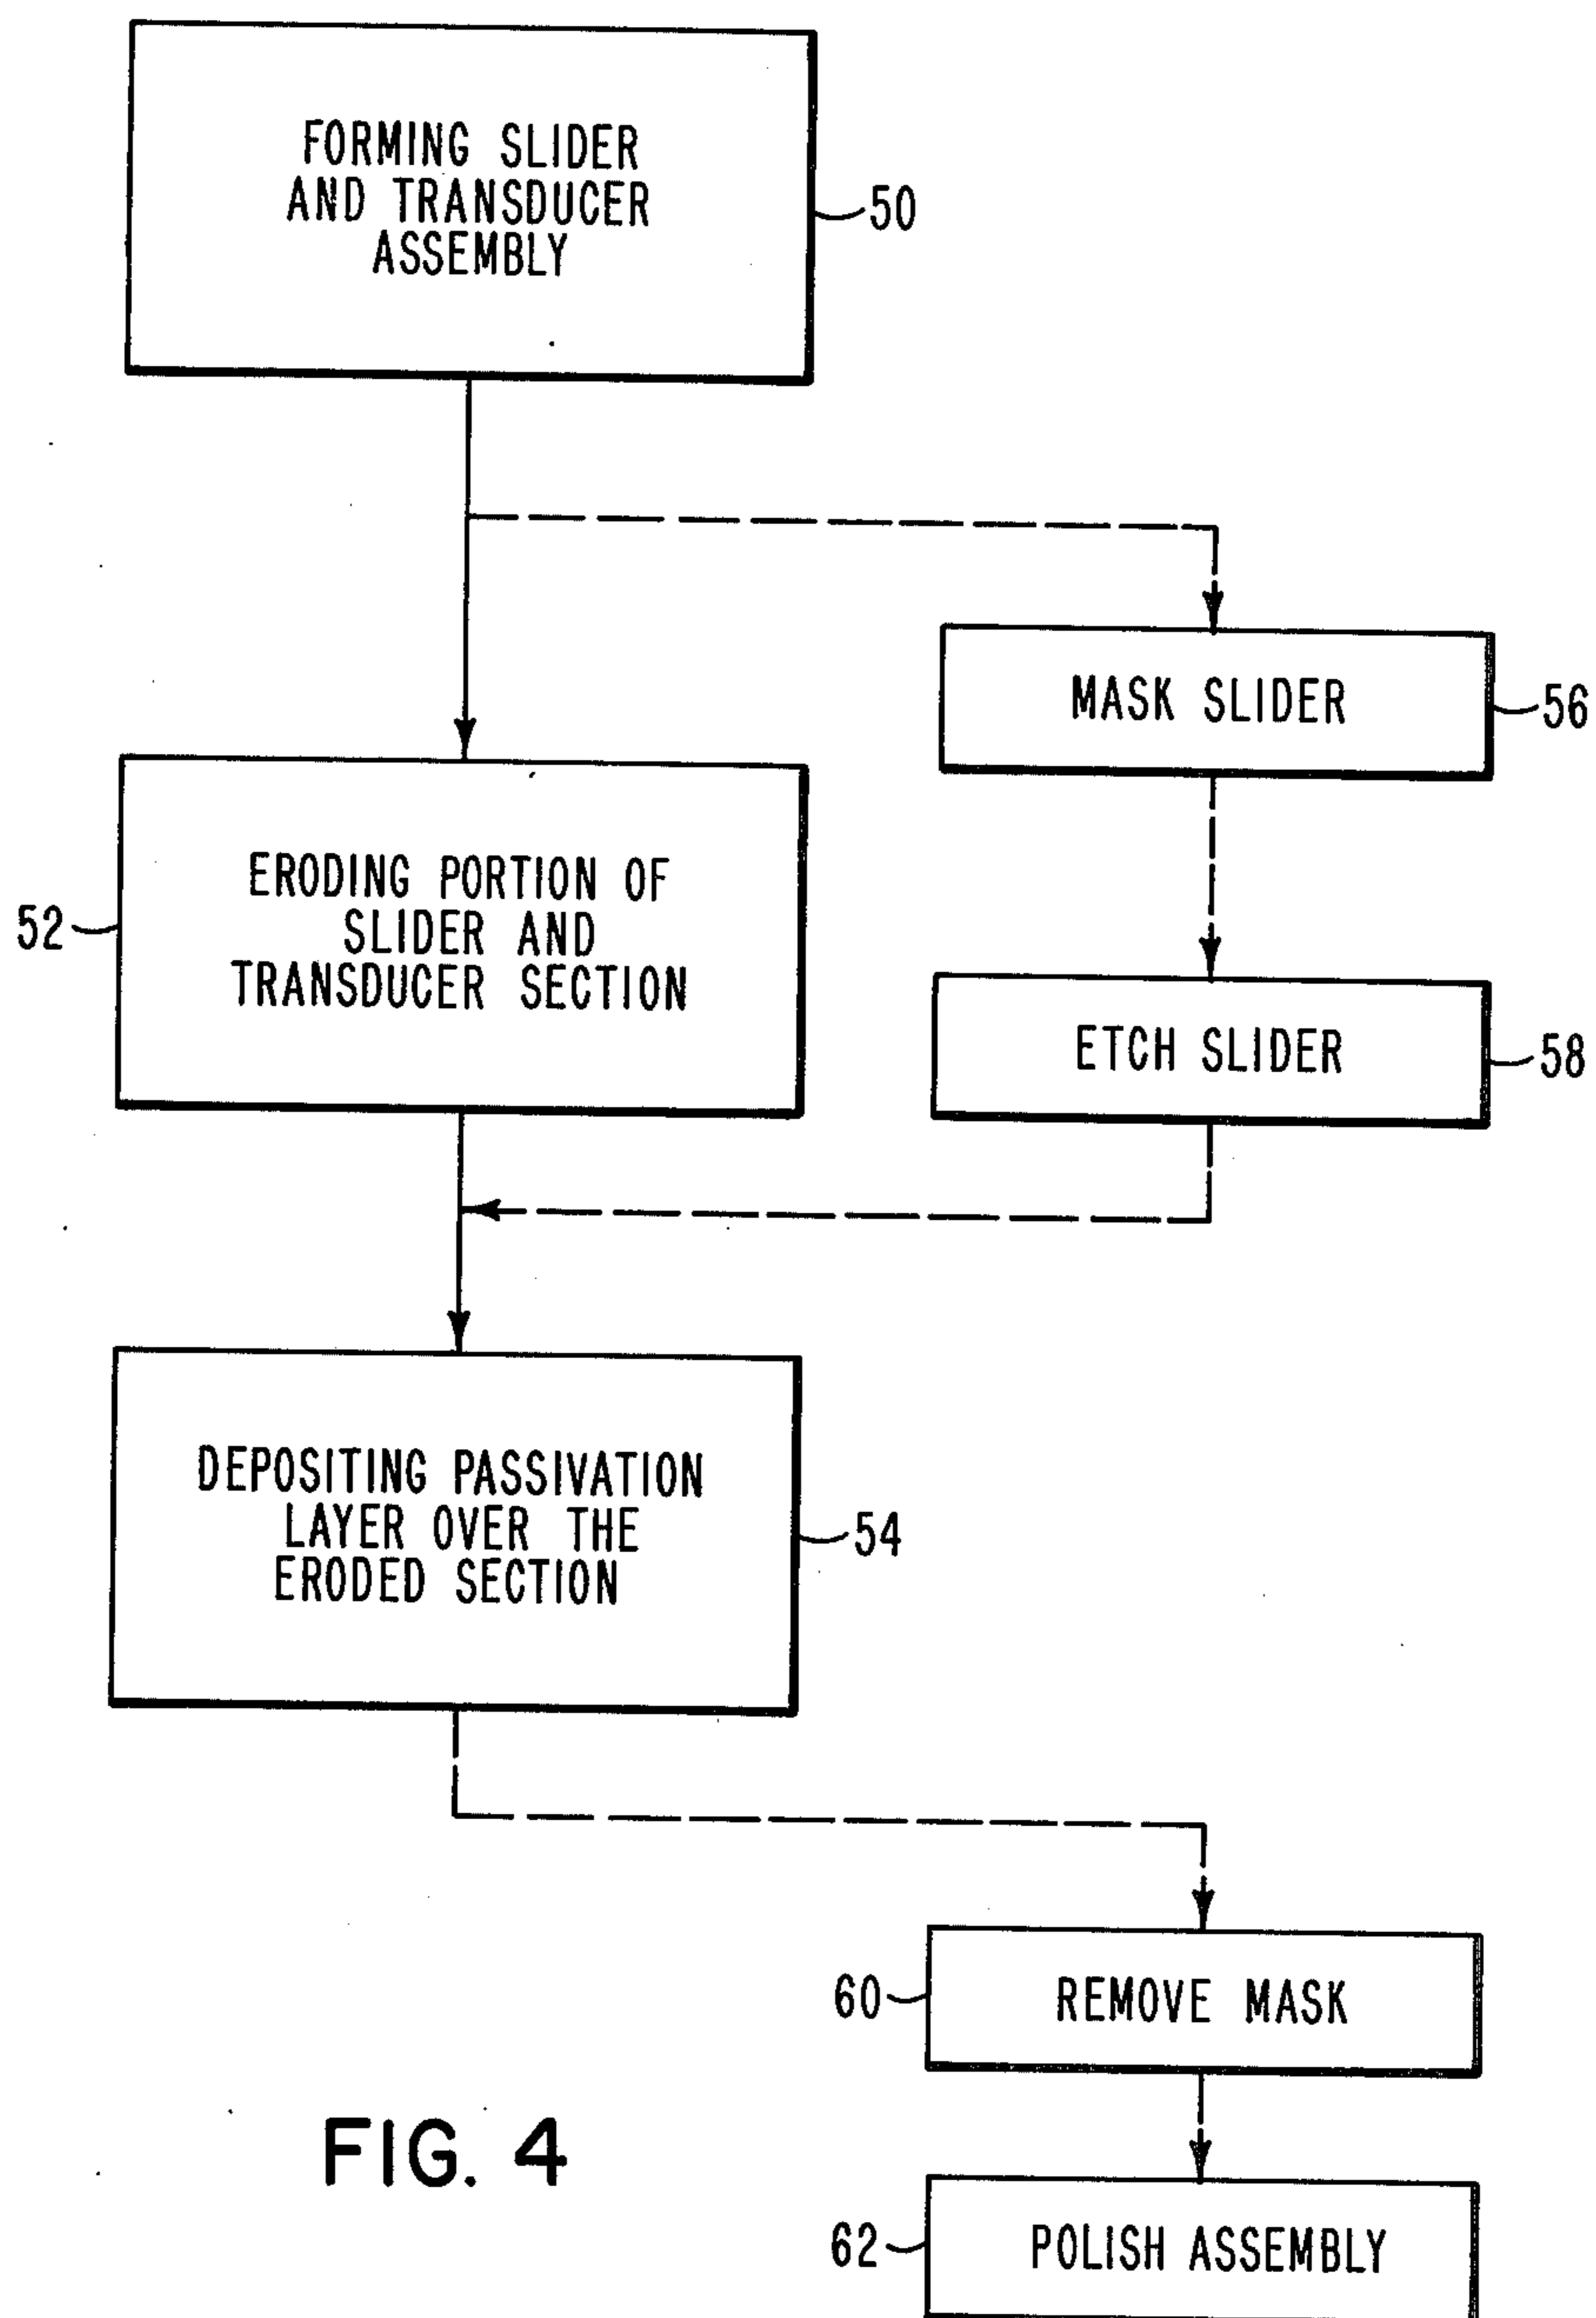 FORMING SLIDER
AND TRANSDUCER
ASSEMBLY
50
MASK SLIDER
56
ERODING PORTION OF
SLIDER AND
TRANSDUCER SECTION
52
ETCH SLIDER
58
DEPOSITING PASSIVATION
LAYER OVER THE
ERODED SECTION
54
60
REMOVE MASK
FIG. 4
62
POLISH ASSEMBLY